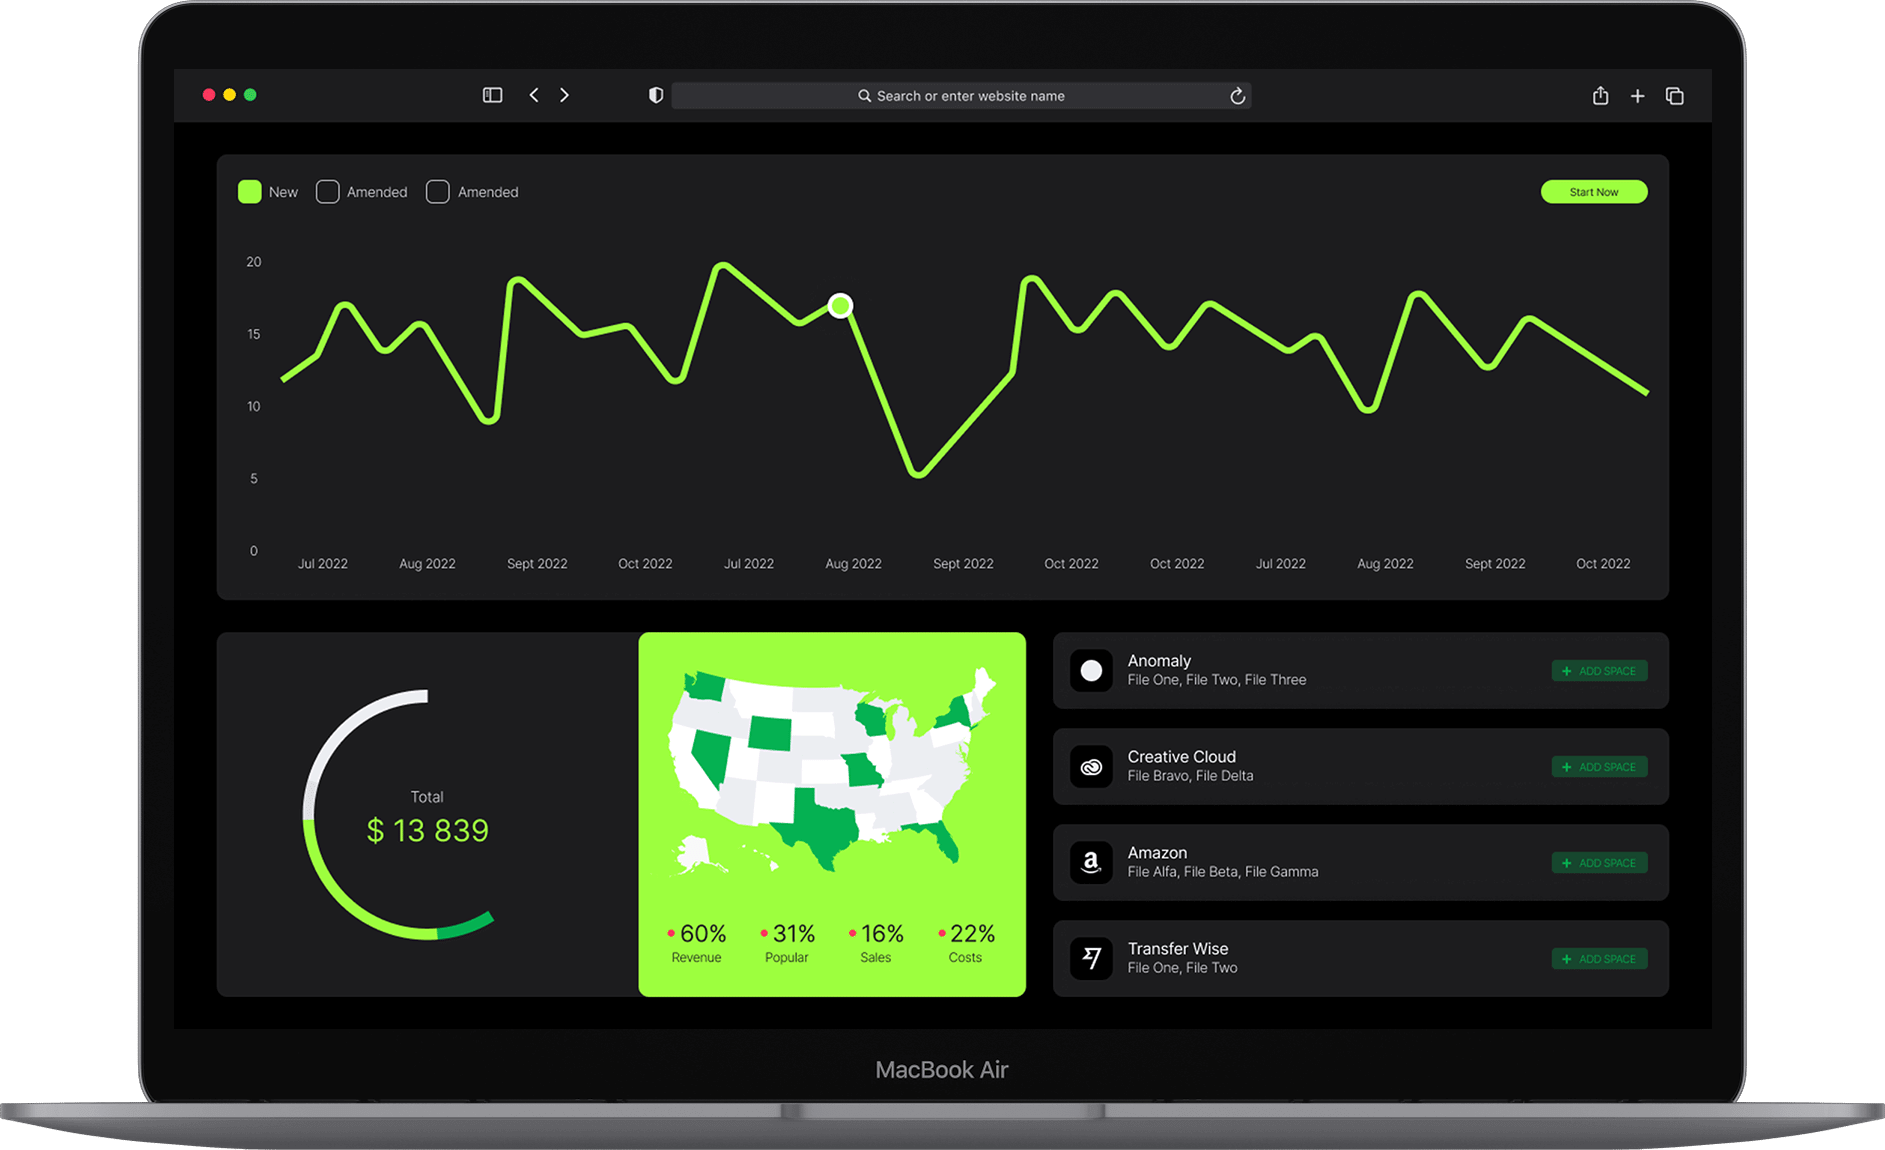 Search or enter website name
New Amended Amended
Start Now
20
15
10
5
0
Jul 2022 Aug 2022 Sept 2022 Oct 2022 Jul 2022 Aug 2022 Sept 2022 Oct 2022 Oct 2022 Jul 2022 Aug 2022 Sept 2022 Oct 2022
Total
$ 13 839
60% 31% 16% 22%
Revenue Popular Sales Costs
Anomaly
File One, File Two, File Three
+ ADD SPACE
Creative Cloud
File Bravo, File Delta
+ ADD SPACE
a
Amazon
File Alfa, File Beta, File Gamma
+ ADD SPACE
Transfer Wise
File One, File Two
+ ADD SPACE
MacBook Air